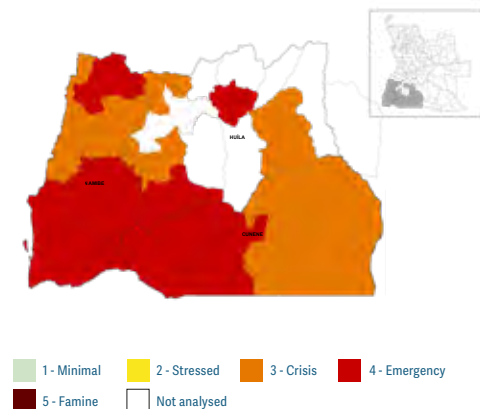 HUÍLA
NAMIBE
CUNENE
1 - Minimal
2 - Stressed
3 - Crisis
4 - Emergency
5 - Famine
Not analysed